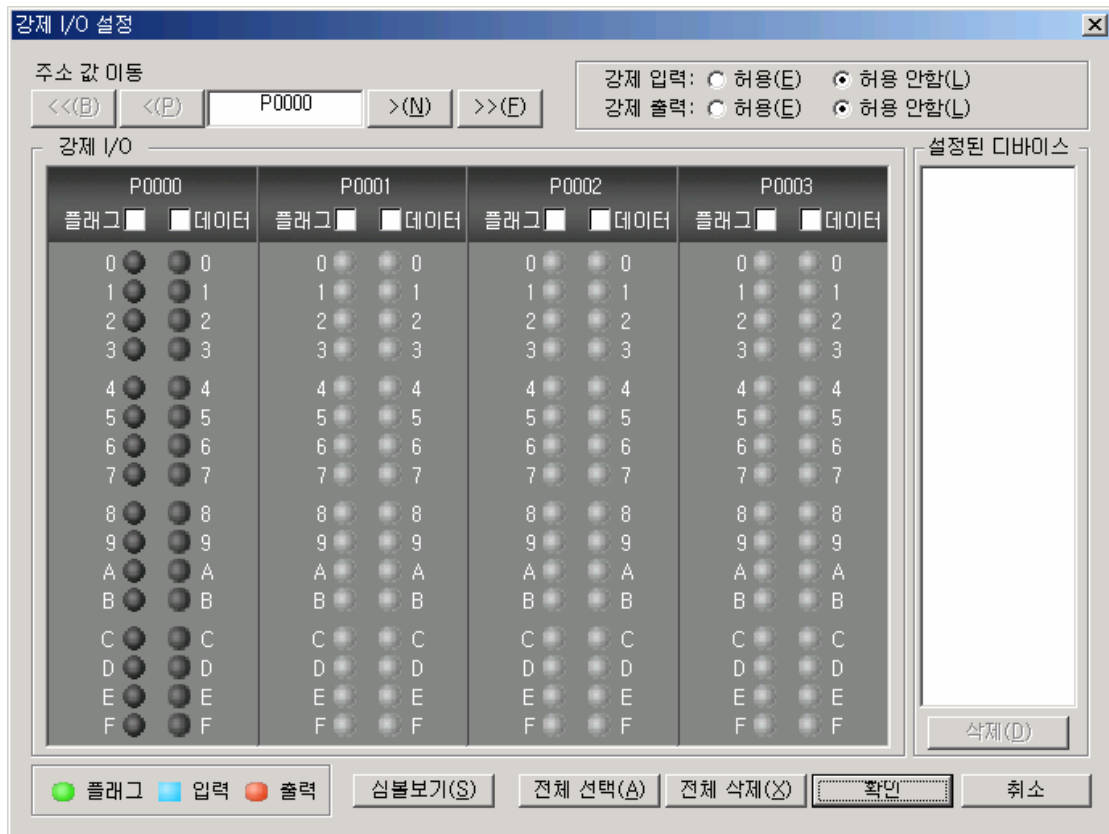 강제 I/O 설정
주소 값 이동
<<(B) <(P) P0000 >(N) >>(F)
강제 입력: 허용(E) 허용 안함(L)
강제 출력: 허용(E) 허용 안함(L)
강제 I/O
설정된 디바이스
P0000 P0001 P0002 P0003
플래그 데이터 플래그 데이터 플래그 데이터 플래그 데이터
0 0 0 0 0 0 0 0
1 1 1 1 1 1 1 1
2 2 2 2 2 2 2 2
3 3 3 3 3 3 3 3
4 4 4 4 4 4 4 4
5 5 5 5 5 5 5 5
6 6 6 6 6 6 6 6
7 7 7 7 7 7 7 7
8 8 8 8 8 8 8 8
9 9 9 9 9 9 9 9
A A A A A A A A
B B B B B B B B
C C C C C C C C
D D D D D D D D
E E E E E E E E
F F F F F F F F
삭제(D)
플래그 입력 출력 심볼보기(S) 전체 선택(A) 전체 삭제(X) 확인 취소